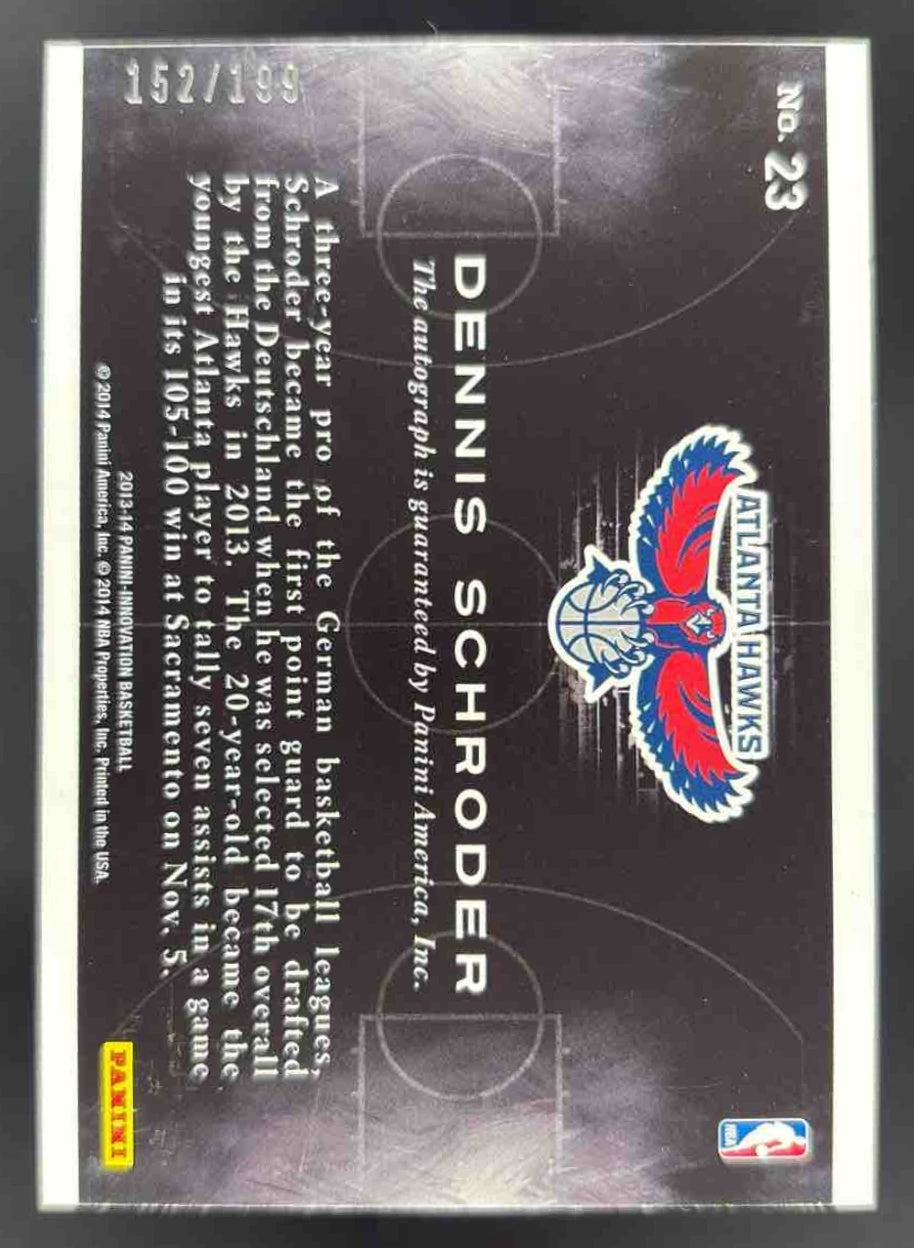 No. 23
ATLANTA HAWKS
NBA
DENNIS SCHRODER
The autograph is guaranteed by Panini America, Inc.
A three-year pro of the German basketball leagues,
Schroder became the first point guard to be drafted
from the Deutschland when he was selected 17th overall
by the Hawks in 2013. The 20-year-old became the
youngest Atlanta player to tally seven assists in a game
in its 105-100 win at Sacramento on Nov. 5.
152/199
2013-14 PANINI-INNOVATION BASKETBALL
© 2014 Panini America, Inc. © 2014 NBA Properties, Inc. Printed in the USA.
PANINI